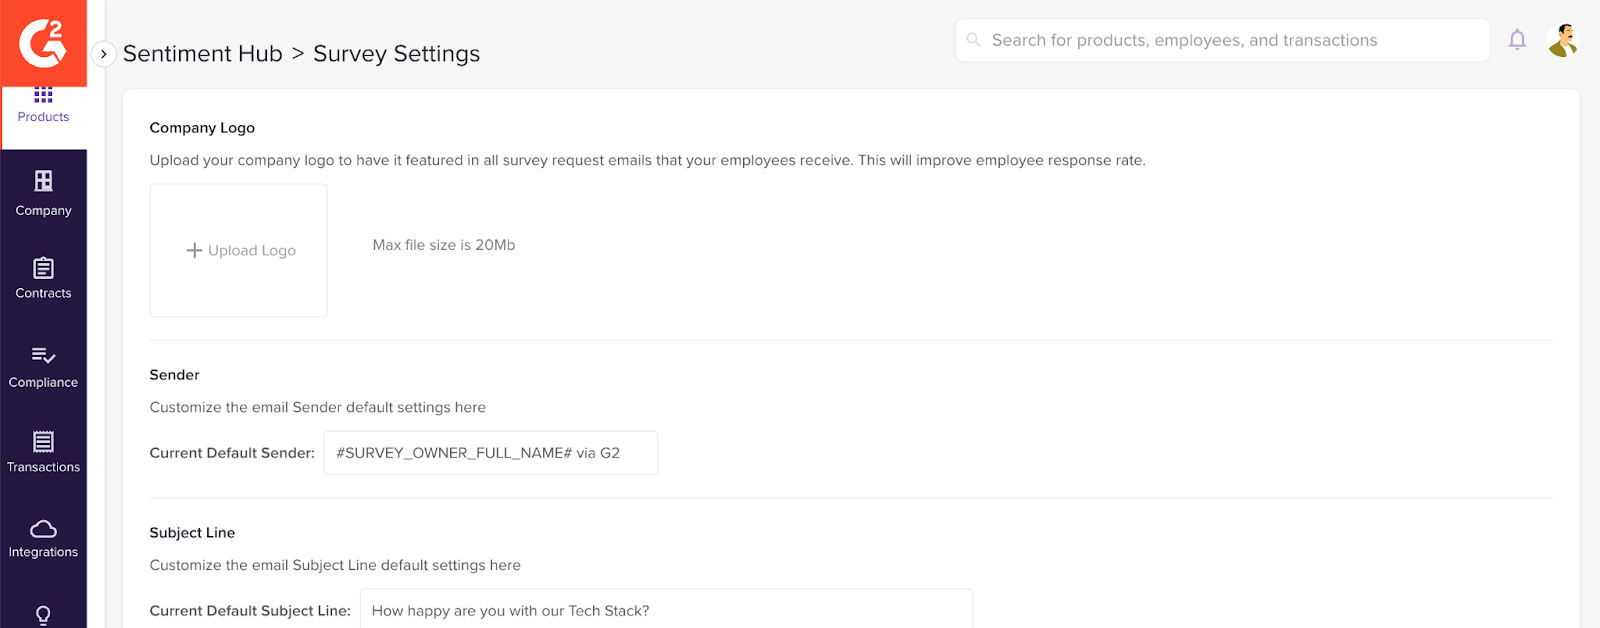 G2
Sentiment Hub > Survey Settings
Search for products, employees, and transactions
Products
Company
Contracts
Compliance
Transactions
Integrations
Company Logo
Upload your company logo to have it featured in all survey request emails that your employees receive. This will improve employee response rate.
+ Upload Logo
Max file size is 20Mb
Sender
Customize the email Sender default settings here
Current Default Sender: #SURVEY_OWNER_FULL_NAME# via G2
Subject Line
Customize the email Subject Line default settings here
Current Default Subject Line: How happy are you with our Tech Stack?